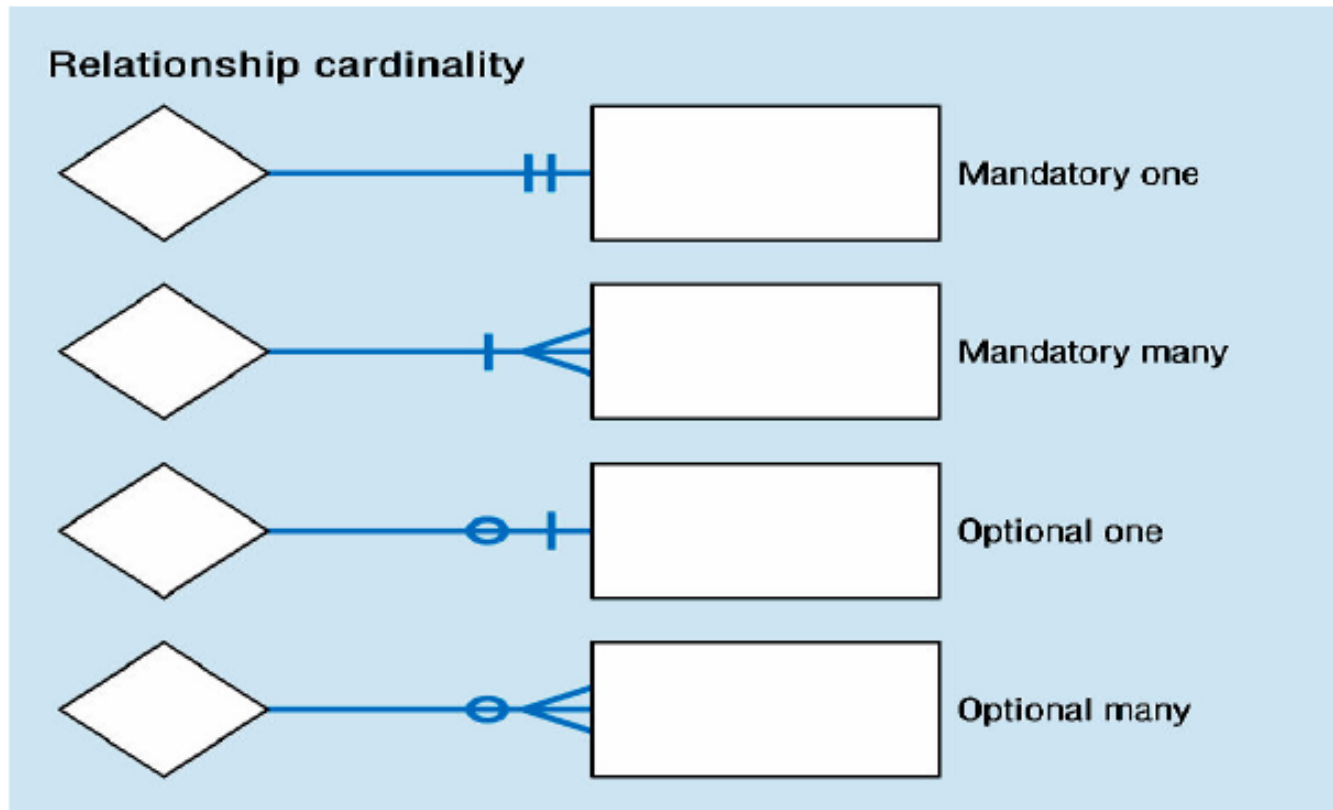 Relationship cardinality
Mandatory one
Mandatory many
Optional one
Optional many